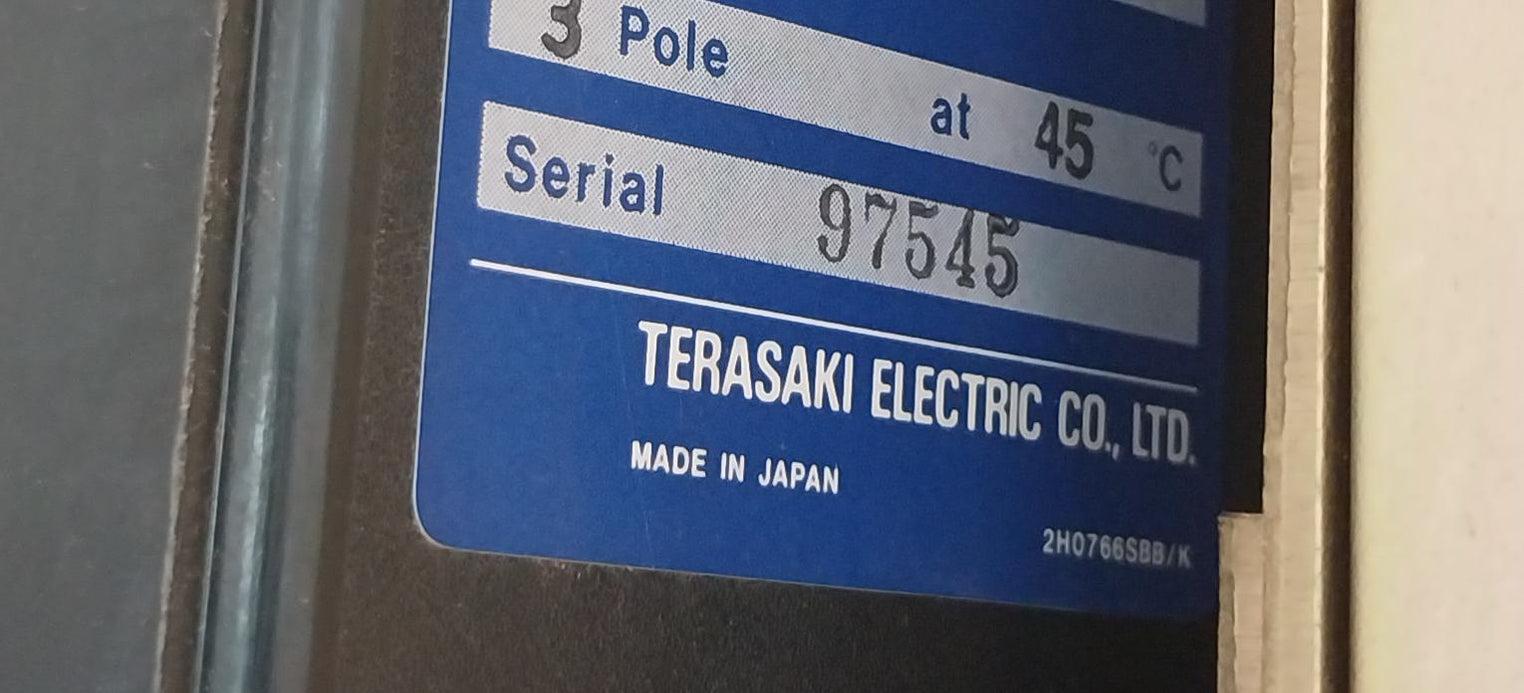 3 Pole at 45 °C
Serial 97545
TERASAKI ELECTRIC CO., LTD.
MADE IN JAPAN
2H0766SBB/K